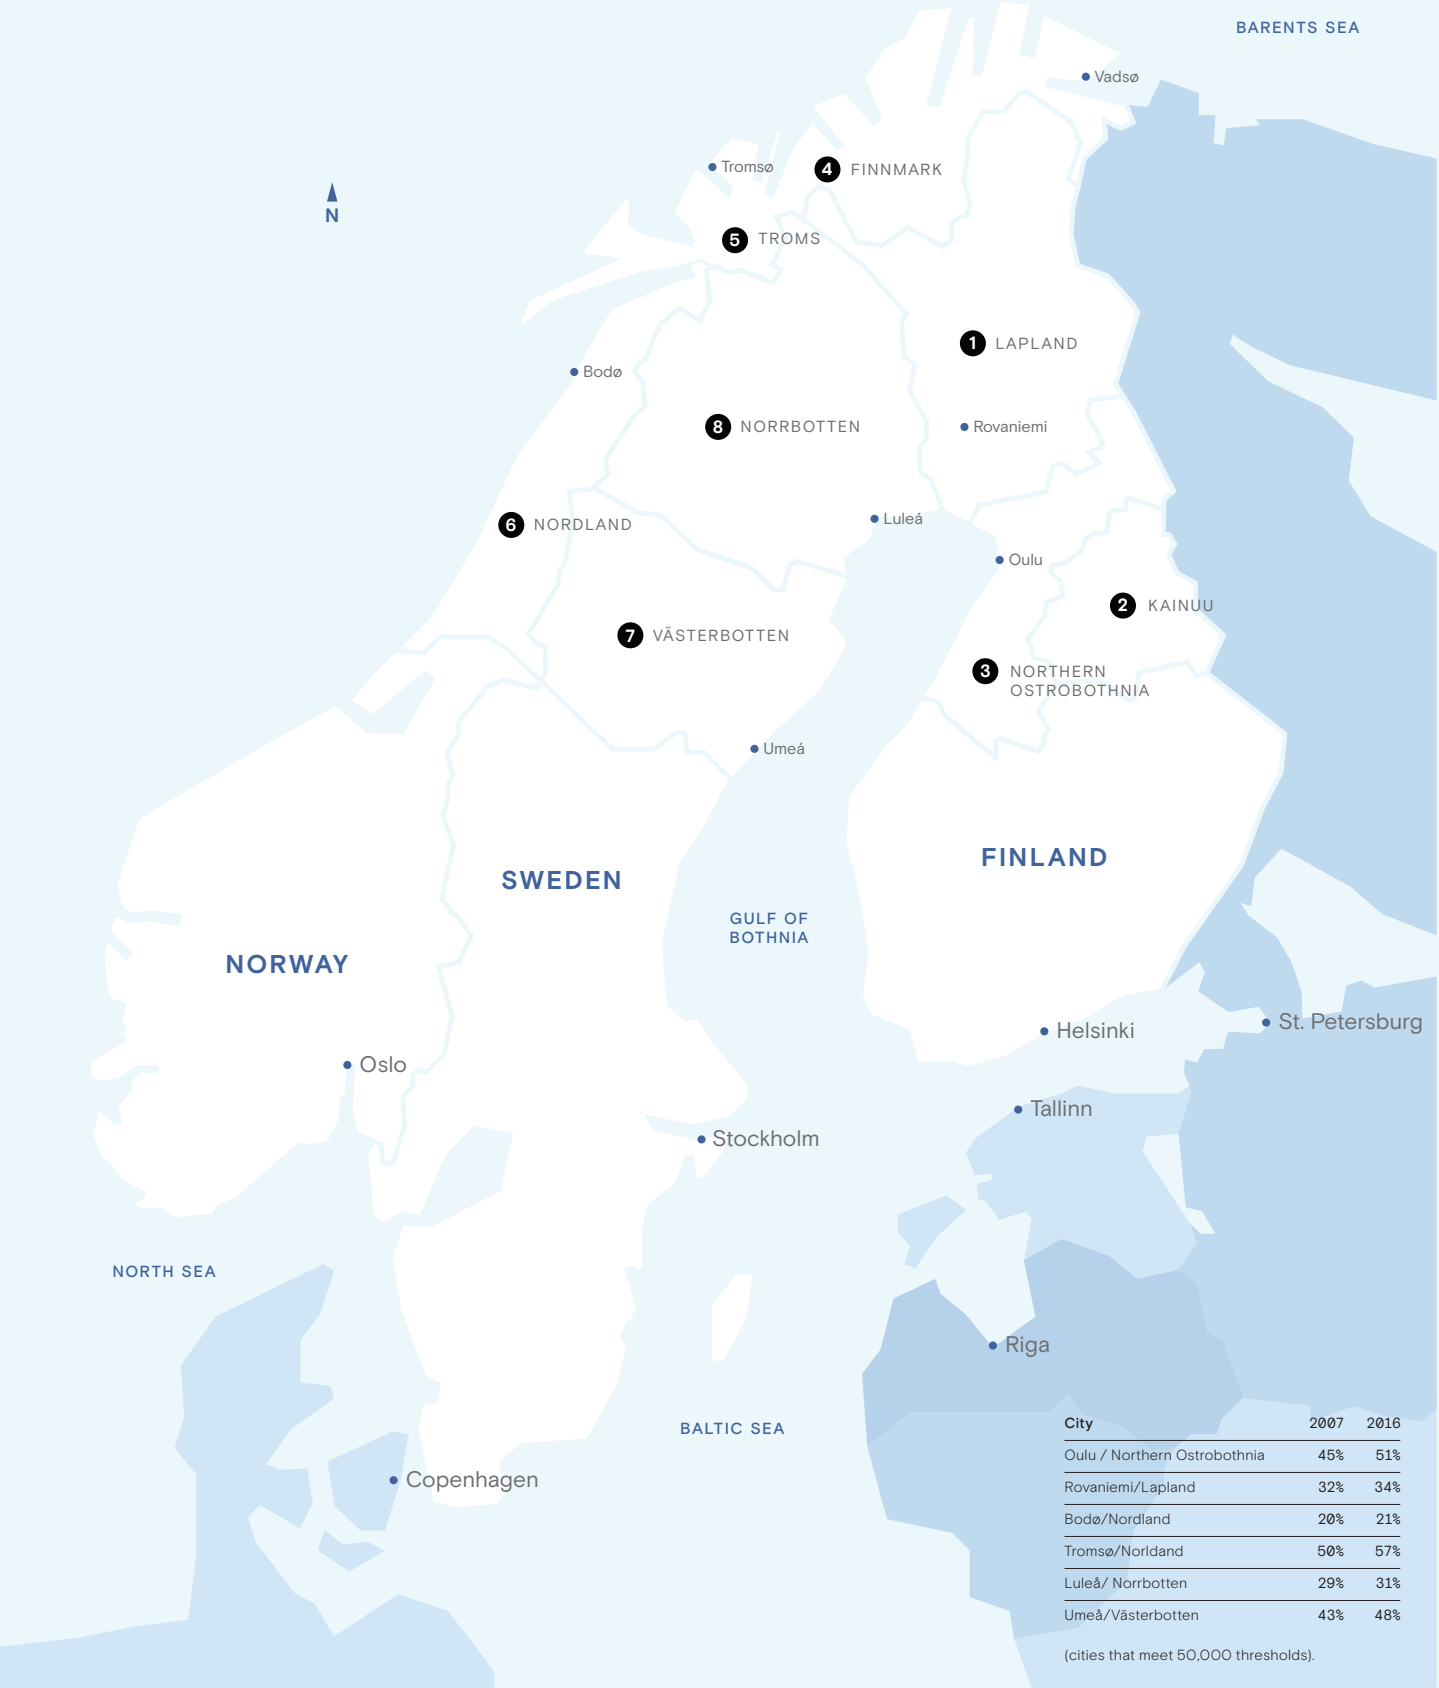 BARENTS SEA
Vadsø
Tromsø
4 FINNMARK
N
5 TROMS
1 LAPLAND
Bodø
8 NORRBOTTEN
Rovaniemi
6 NORDLAND
Luleá
Oulu
2 KAINUU
7 VÄSTERBOTTEN
3 NORTHERN
OSTROBOTHNIA
Umeá
FINLAND
SWEDEN
GULF OF
BOTHNIA
NORWAY
Helsinki
St. Petersburg
Oslo
Tallinn
Stockholm
NORTH SEA
Riga
BALTIC SEA
Copenhagen
City 2007 2016
Oulu / Northern Ostrobothnia 45% 51%
Rovaniemi/Lapland 32% 34%
Bodø/Nordland 20% 21%
Tromsø/Norldand 50% 57%
Luleå/ Norrbotten 29% 31%
Umeå/Västerbotten 43% 48%
(cities that meet 50,000 thresholds).